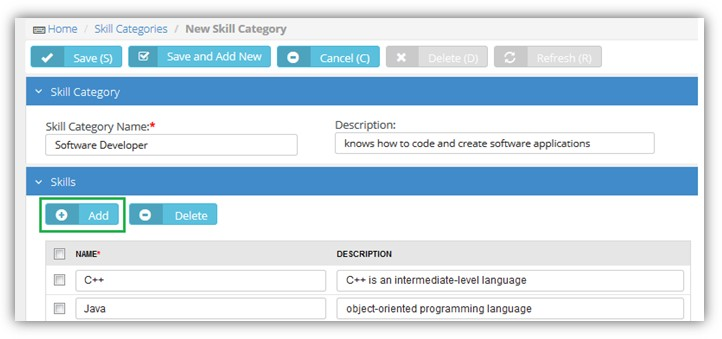 Home / Skill Categories / New Skill Category
Save (S) Save and Add New Cancel (C) Delete (D) Refresh (R)
Skill Category
Skill Category Name:* Description:
Software Developer knows how to code and create software applications
Skills
Add Delete
NAME* DESCRIPTION
C++ C++ is an intermediate-level language
Java object-oriented programming language